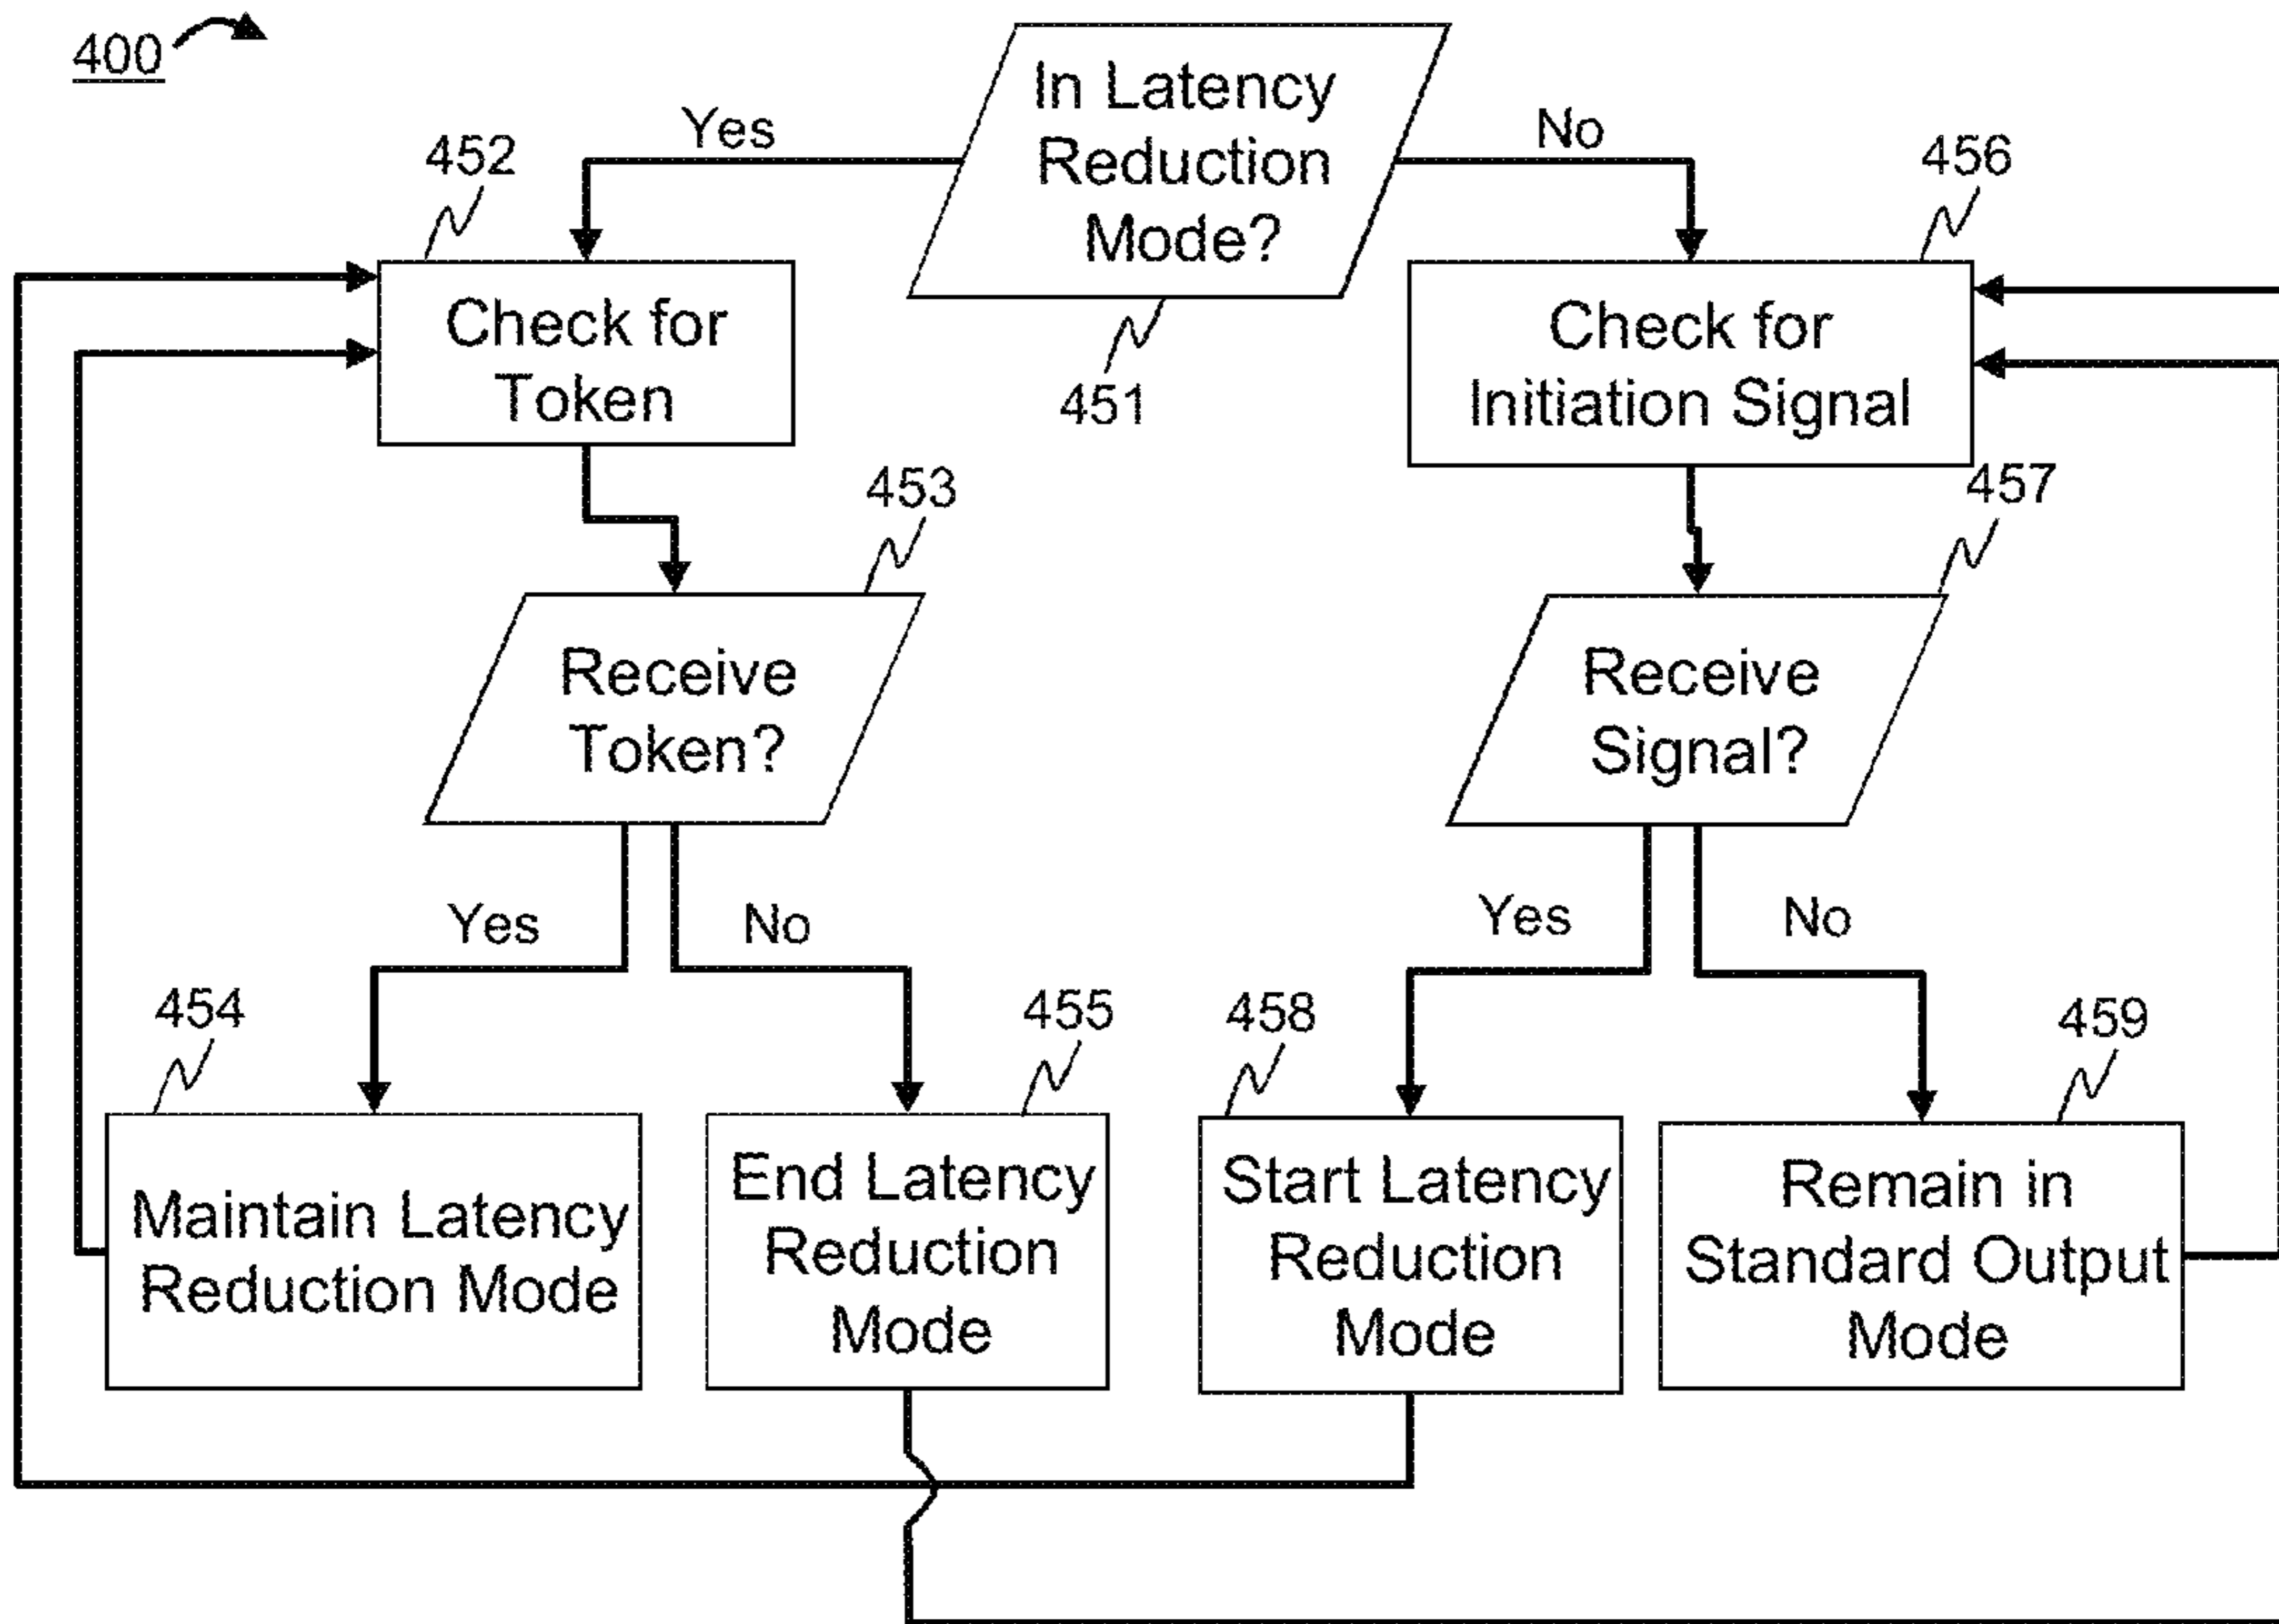 400
In Latency
Reduction
Mode?
451
Yes
No
452
Check for
Token
456
Check for
Initiation Signal
453
Receive
Token?
457
Receive
Signal?
Yes
No
Yes
No
454
Maintain Latency
Reduction Mode
455
End Latency
Reduction
Mode
458
Start Latency
Reduction
Mode
459
Remain in
Standard Output
Mode